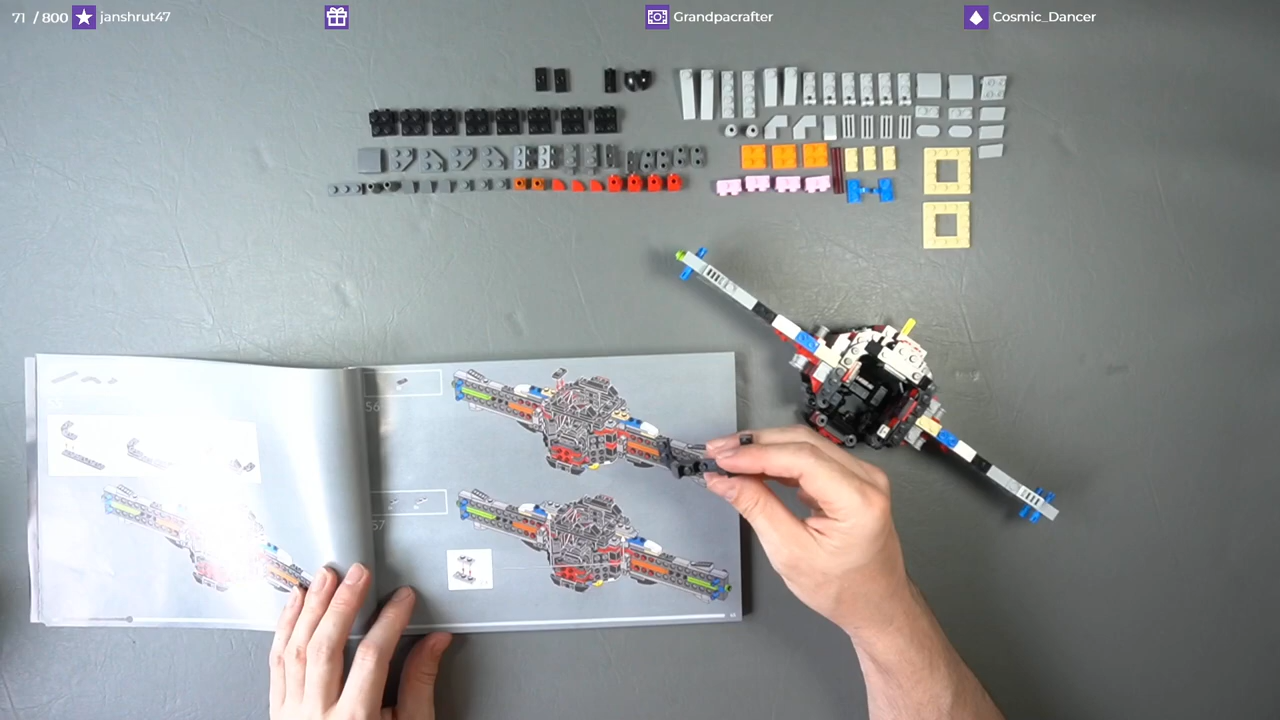 71 / 800 janshrut47
Grandpacrafter
Cosmic_Dancer
56
57